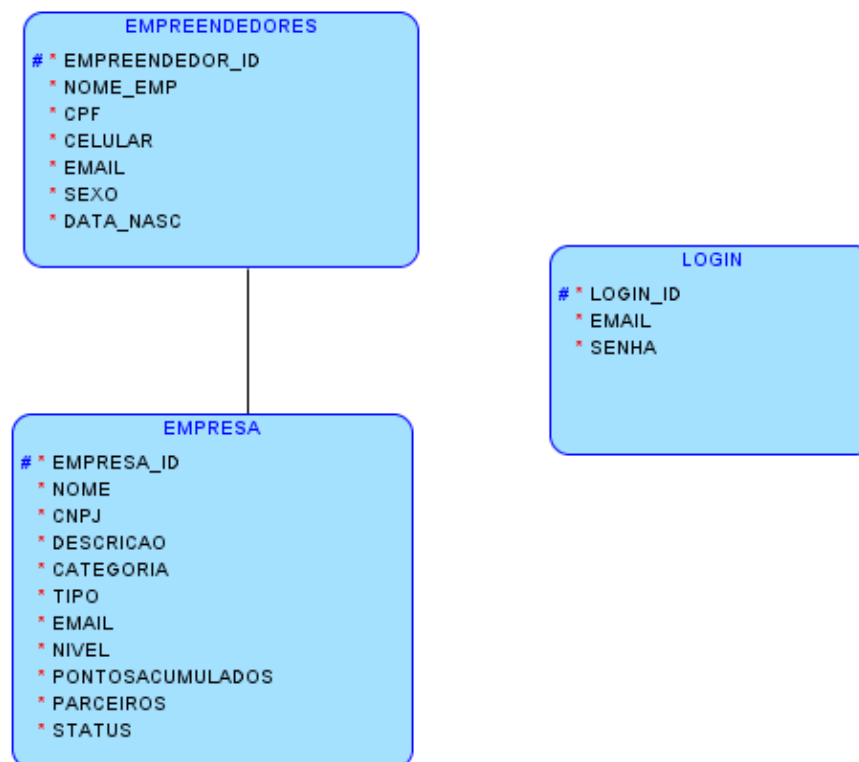 EMPREENDEDORES
# * EMPREENDEDOR_ID
* NOME_EMP
* CPF
* CELULAR
* EMAIL
* SEXO
* DATA_NASC
LOGIN
# * LOGIN_ID
* EMAIL
* SENHA
EMPRESA
# * EMPRESA_ID
* NOME
* CNPJ
* DESCRICAO
* CATEGORIA
* TIPO
* EMAIL
* NIVEL
* PONTOSACUMULADOS
* PARCEIROS
* STATUS